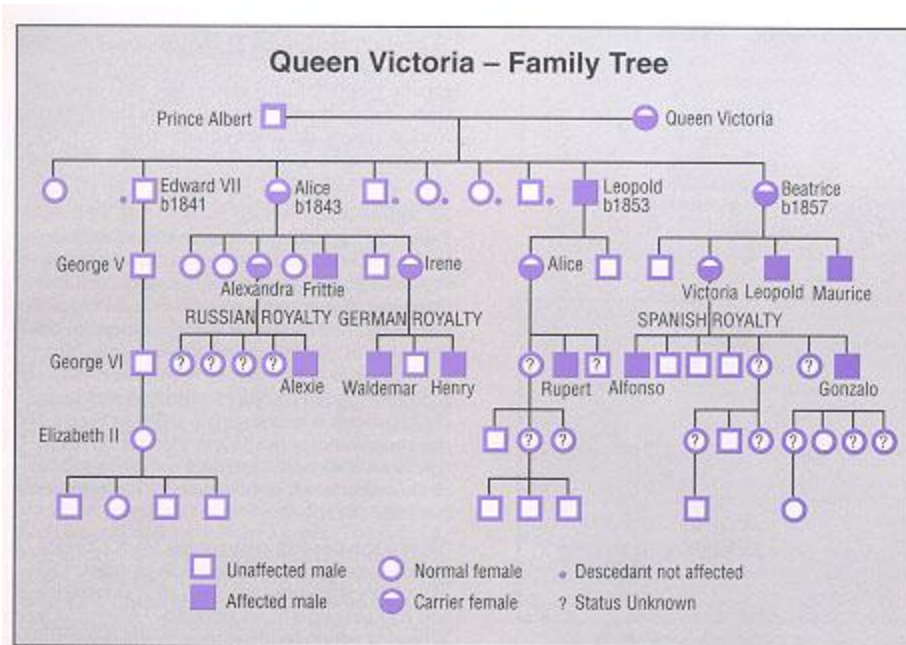 Queen Victoria – Family Tree
Prince Albert
Queen Victoria
Edward VII
b1841
Alice
b1843
Leopold
b1853
Beatrice
b1857
George V
Irene
Alice
Alexandra Frittie
Victoria Leopold Maurice
RUSSIAN ROYALTY GERMAN ROYALTY
SPANISH ROYALTY
George VI
? ? ? ? ? ? ? ?
Alexie Waldemar Henry Rupert Alfonso Gonzalo
Elizabeth II
? ? ? ? ? ? ?
Unaffected male
Normal female
Descedant not affected
Affected male
Carrier female
? Status Unknown